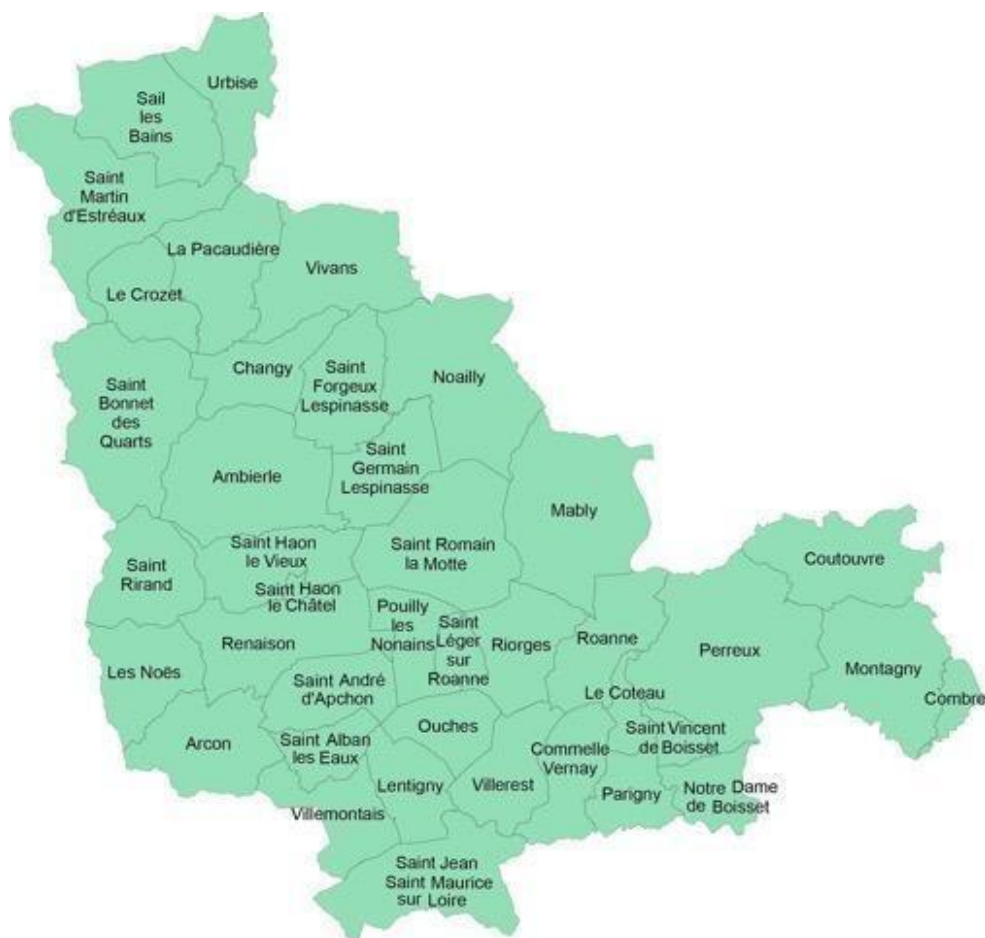 Urbise
Sail
les
Bains
Saint
Martin
d'Estréaux
La Pacaudière
Vivans
Le Crozet
Changy
Saint
Forgeux
Lespinasse
Noailly
Saint
Bonnet
des
Quarts
Saint
Germain
Lespinasse
Ambierle
Mably
Saint Haon
le Vieux
Saint Romain
la Motte
Coutouvre
Saint
Rirand
Saint Haon
le Châtel
Pouilly
les
Nonains
Saint
Léger
sur
Roanne
Renaison
Riorges
Roanne
Perreux
Les Noës
Montagny
Saint André
d'Apchon
Le Coteau
Combre
Ouches
Saint Vincent
de Boisset
Arcon
Saint Alban
les Eaux
Commelle
Vernay
Lentigny
Villerest
Parigny
Notre Dame
de Boisset
Villemontais
Saint Jean
Saint Maurice
sur Loire